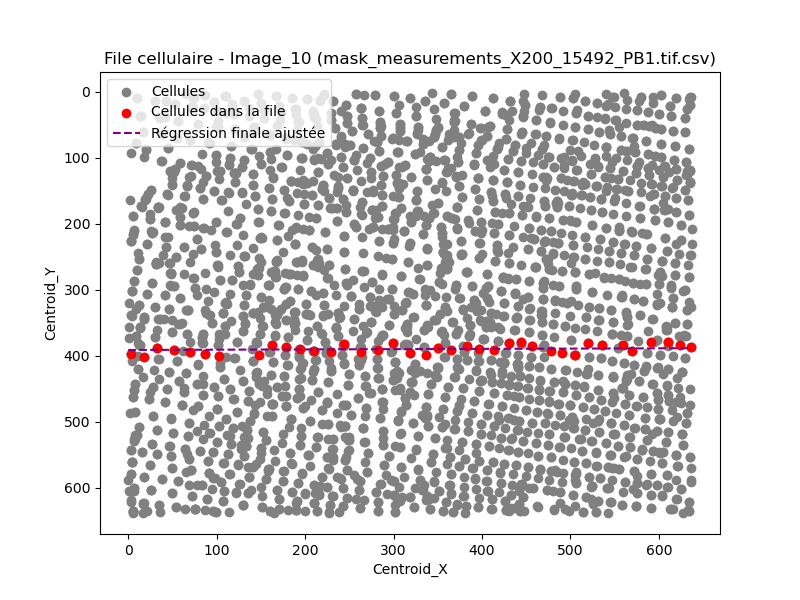 File cellulaire - Image_10 (mask_measurements_X200_15492_PB1.tif.csv)
Cellules
Cellules dans la file
Régression finale ajustée
Centroid_Y
0
100
200
300
400
500
600
0 100 200 300 400 500 600
Centroid_X